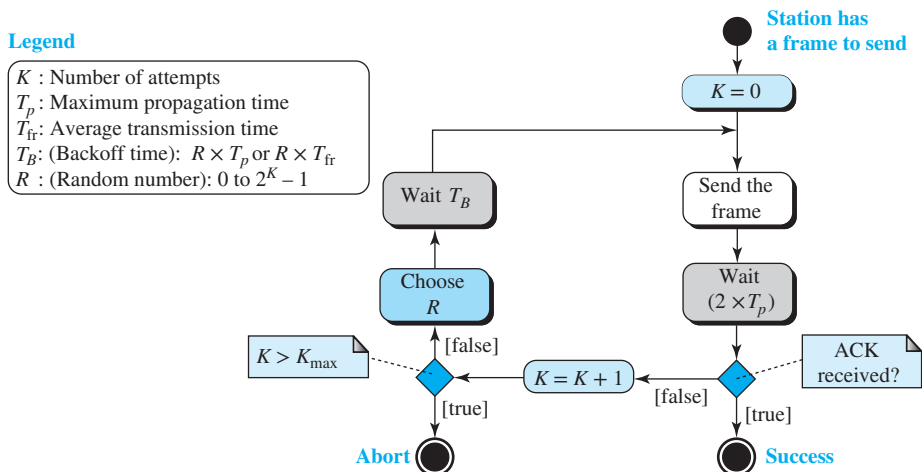 Legend
K : Number of attempts
Tp : Maximum propagation time
Tfr: Average transmission time
TB: (Backoff time): R × Tp or R × Tfr
R : (Random number): 0 to 2^K – 1
Station has
a frame to send
K = 0
Wait TB
Send the
frame
Choose
R
Wait
(2 × Tp)
K > Kmax
[false]
K = K + 1
[false]
ACK
received?
[true]
[true]
Abort
Success